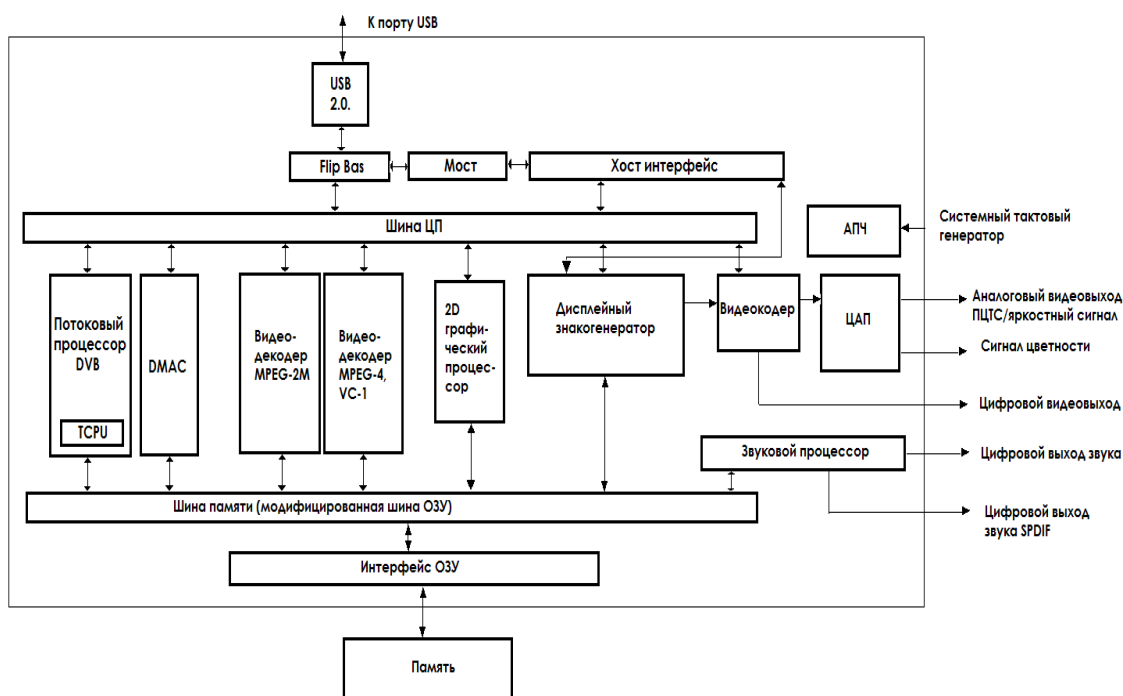 К порту USB
USB
2.0.
Flip Bas
Мост
Хост интерфейс
Шина ЦП
АПЧ
Системный тактовый
генератор
Потоковый
процессор
DVB
TCPU
DMAC
Видео-
декодер
MPEG-2М
Видео-
декодер
MPEG-4,
VC-1
2D
графи-
ческий
процес-
сор
Дисплейный
знакогенератор
Видеокодер
ЦАП
Аналоговый видеовыход
ПЦТС/яркостный сигнал
Сигнал цветности
Цифровой видеовыход
Звуковой процессор
Цифровой выход звука
Цифровой выход
звука SPDIF
Шина памяти (модифицированная шина ОЗУ)
Интерфейс ОЗУ
Память